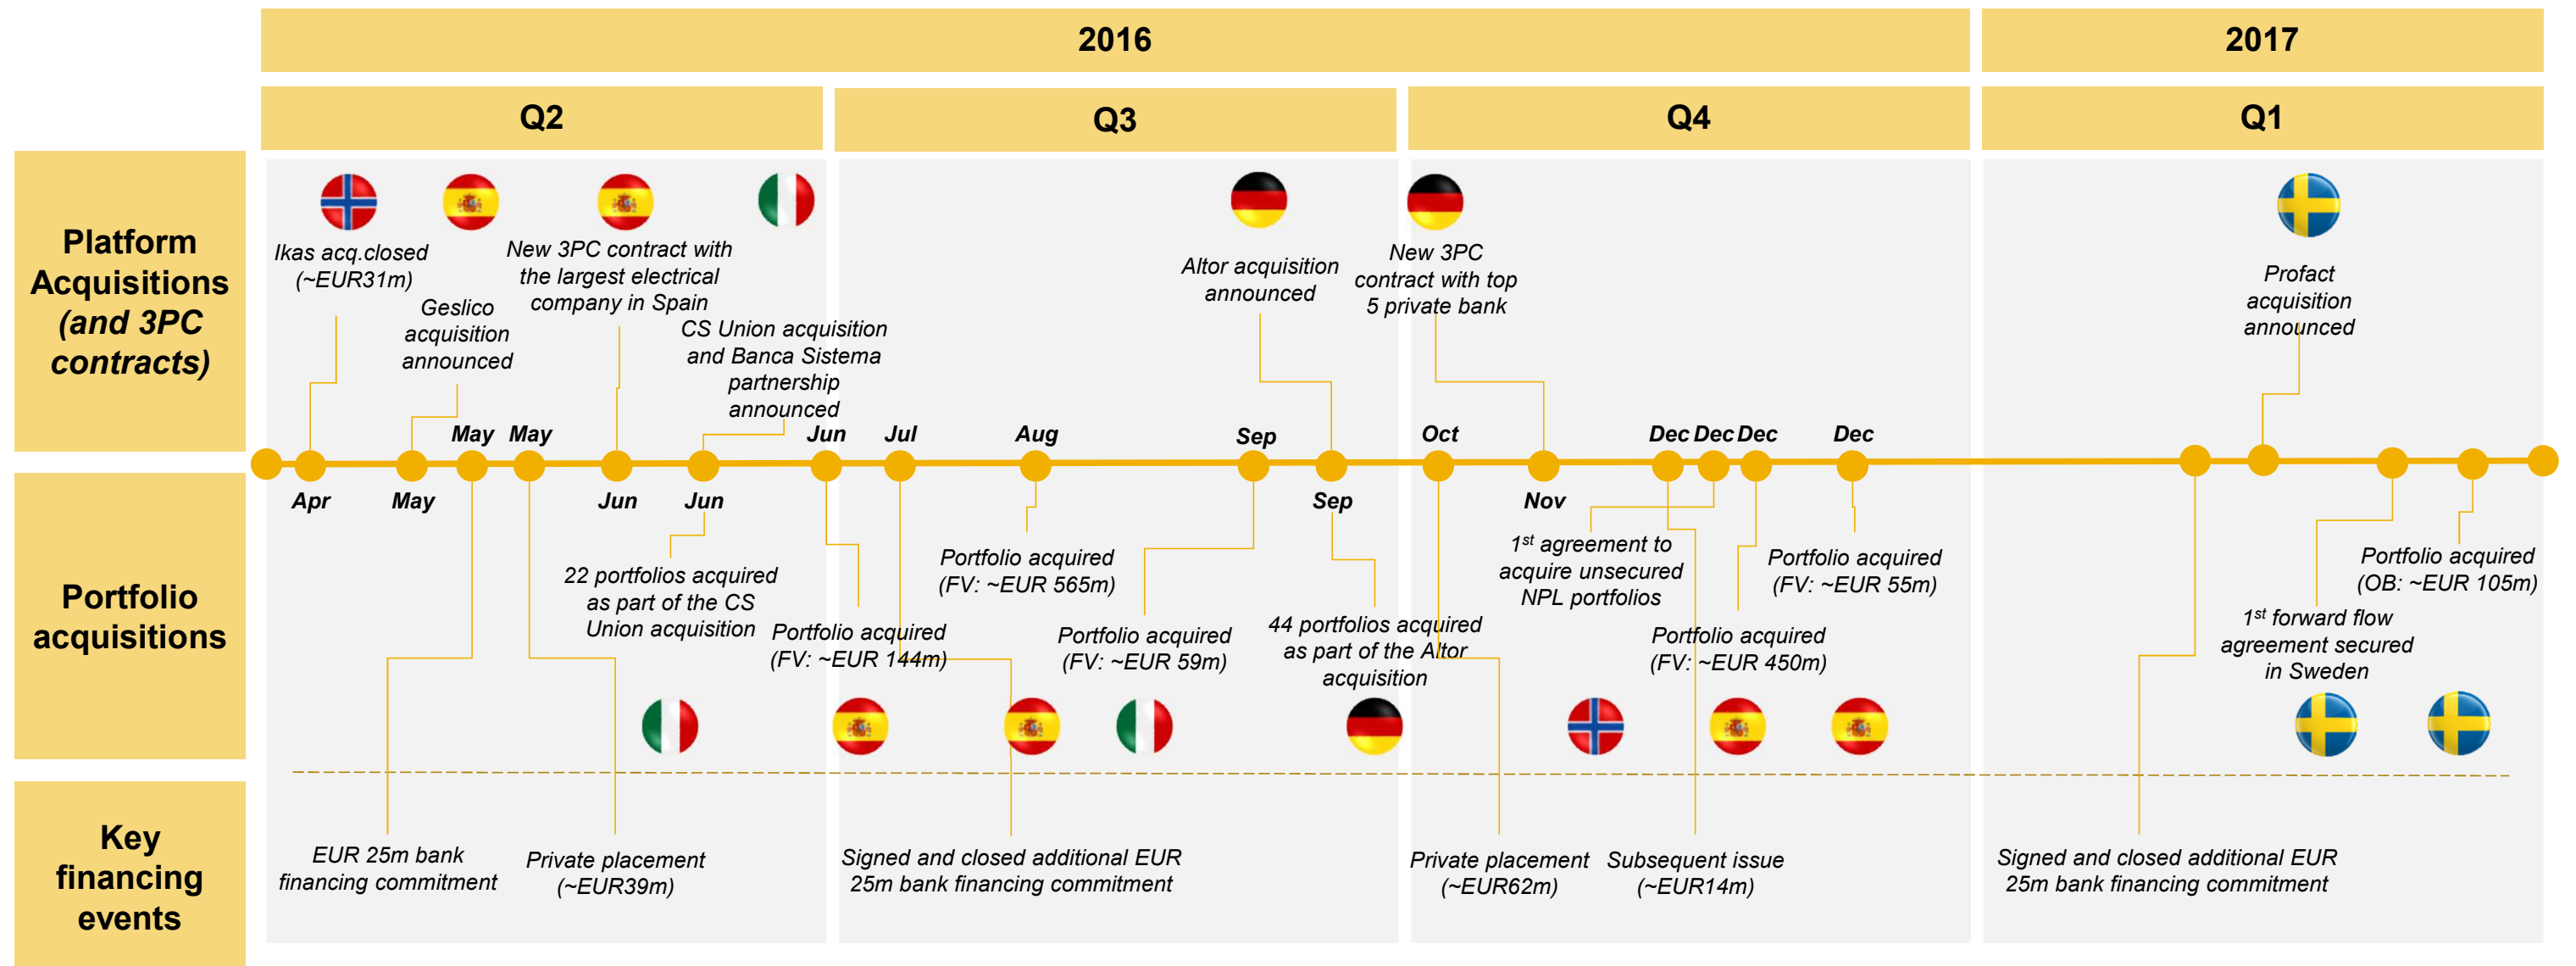 2016
2017
Q2
Q3
Q4
Q1
Platform
Acquisitions
(and 3PC
contracts)
Ikas acq.closed
(~EUR31m)
Geslico
acquisition
announced
New 3PC contract with
the largest electrical
company in Spain
CS Union acquisition
and Banca Sistema
partnership
announced
Altor acquisition
announced
New 3PC
contract with top
5 private bank
Profact
acquisition
announced
May
May
Jun
Jul
Aug
Sep
Oct
Dec
Dec
Dec
Dec
Apr
May
Jun
Jun
Sep
Nov
Portfolio
acquisitions
22 portfolios acquired
as part of the CS
Union acquisition
Portfolio acquired
(FV: ~EUR 144m)
Portfolio acquired
(FV: ~EUR 565m)
Portfolio acquired
(FV: ~EUR 59m)
44 portfolios acquired
as part of the Altor
acquisition
1st agreement to
acquire unsecured
NPL portfolios
Portfolio acquired
(FV: ~EUR 450m)
Portfolio acquired
(FV: ~EUR 55m)
1st forward flow
agreement secured
in Sweden
Portfolio acquired
(OB: ~EUR 105m)
Key
financing
events
EUR 25m bank
financing commitment
Private placement
(~EUR39m)
Signed and closed additional EUR
25m bank financing commitment
Private placement
(~EUR62m)
Subsequent issue
(~EUR14m)
Signed and closed additional EUR
25m bank financing commitment